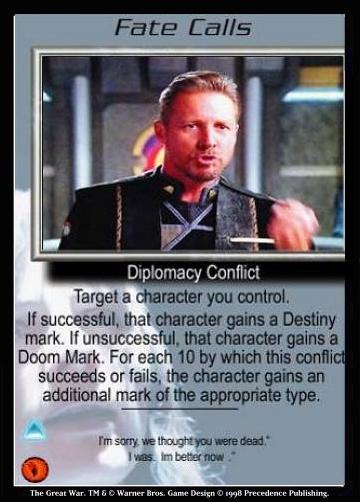 Fate Calls
Diplomacy Conflict
Target a character you control.
If successful, that character gains a Destiny
mark. If unsuccessful, that character gains a
Doom Mark. For each 10 by which this conflict
succeeds or fails, the character gains an
additional mark of the appropriate type.
I'm sorry, we thought you were dead."
I was. Im better now ."
The Great War. TM & © Warner Bros. Game Design © 1998 Precedence Publishing.